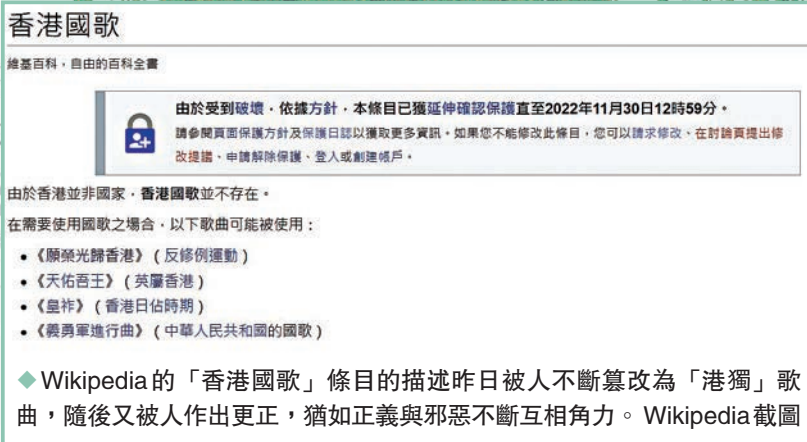 香港國歌
維基百科，自由的百科全書
由於受到破壞，依據方針，本條目已獲延伸確認保護直至2022年11月30日12時59分。
請參閱頁面保護方針及保護日誌以獲取更多資訊。如果您不能修改此條目，您可以請求修改、在討論頁提出修
改提議、申請解除保護、登入或創建帳戶。
由於香港並非國家，香港國歌並不存在。
在需要使用國歌之場合，以下歌曲可能被使用：
• 《願榮光歸香港》（反修例運動）
• 《天佑吾王》（英屬香港）
• 《皇祚》（香港日佔時期）
• 《義勇軍進行曲》（中華人民共和國的國歌）
◆Wikipedia的「香港國歌」條目的描述昨日被人不斷篡改為「港獨」歌
曲，隨後又被人作出更正，猶如正義與邪惡不斷互相角力。 Wikipedia截圖